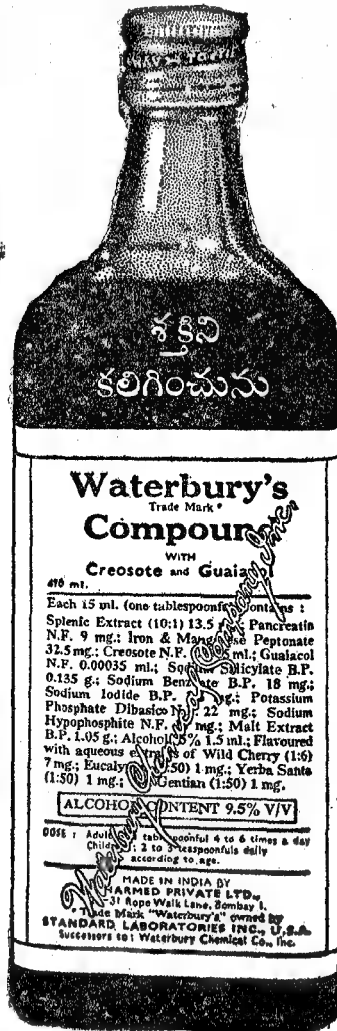 శక్తిని
కలిగించును
Waterbury's
Trade Mark
Compound
WITH
Creosote and Guaiacol
Each 15 ml. (one tablespoonful) contains :
Splenic Extract (10:1) 13.5 Pancreatin
N.F. 9 mg.; Iron & Manganese Peptonate
32.5 mg.; Creosote N.F. ml.; Guaiacol
N.F. 0.00035 ml.; Sodium Salicylate B.P.
0.135 g.; Sodium Benzoate B.P. 18 mg.;
Sodium Iodide B.P. mg.; Potassium
Phosphate Dibasic 22 mg.; Sodium
Hypophosphite N.F. mg.; Malt Extract
B.P. 1.05 g.; Alcohol 1.5 ml.; Flavoured
with aqueous extracts of Wild Cherry (1:6)
7 mg.; 1 mg.; Yerba Santa
(1:50) 1 mg.; Gentian (1:50) 1 mg.
ALCOHOL CONTENT 9.5% V/V
DOSE : tablespoonful 4 to 6 times a day
Children: 2 to 3 teaspoonfuls daily
according to age.
MADE IN INDIA BY
PRIVATE LTD.,
31 Rope Walk Lane, Bombay 1.
Trade Mark "Waterbury's" owned by
STANDARD LABORATORIES INC., U.S.A.
Successors to : Waterbury Chemical Co., Inc.
Waterbury Chemical Company Inc.